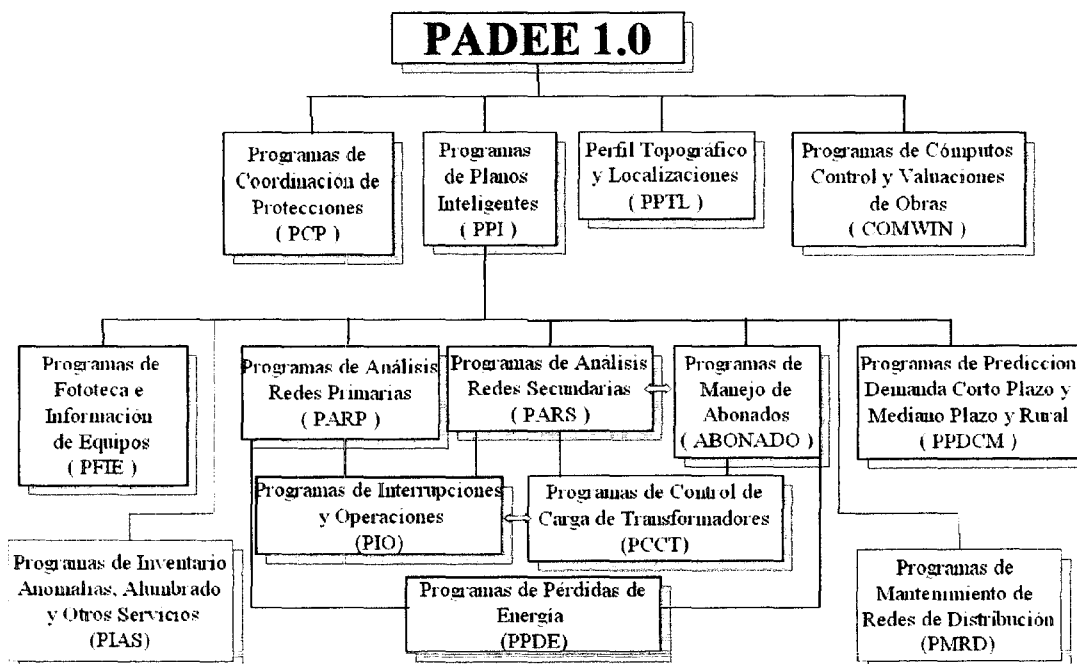 PADEE 1.0
Programas de
Coordinación de
Protecciones
( PCP )
Programas
de Planos
Inteligentes
( PPI )
Perfil Topográfico
y Localizaciones
( PPTL )
Programas de Cómputos
Control y Valuaciones
de Obras
( COMWIN )
Programas de
Fototeca e
Información
de Equipos
( PFIE )
Programas de Análisis
Redes Primarias
( PARP )
Programas de Análisis
Redes Secundarias
( PARS )
Programas de
Manejo de
Abonados
( ABONADO )
Programas de Prediccion
Demanda Corto Plazo y
Mediano Plazo y Rural
( PPDCM )
Programas de Interrupciones
y Operaciones
(PIO)
Programas de Control de
Carga de Transformadores
(PCCT)
Programas de Inventario
Anomalias, Alumbrado
y Otros Servicios
(PIAS)
Programas de Pérdidas de
Energía
(PPDE)
Programas de
Mantenimiento de
Redes de Distribución
(PMRD)